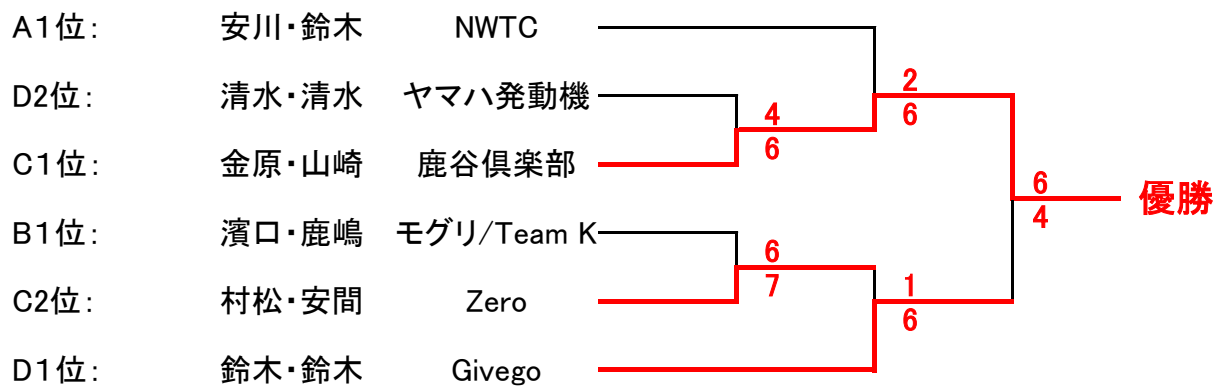 A1位: 安川・鈴木 NWTC
D2位: 清水・清水 ヤマハ発動機
C1位: 金原・山崎 鹿谷倶楽部
B1位: 濱口・鹿嶋 モグリ/Team K
C2位: 村松・安間 Zero
D1位: 鈴木・鈴木 Givego
4
6
6
7
2
6
1
6
6
4
優勝